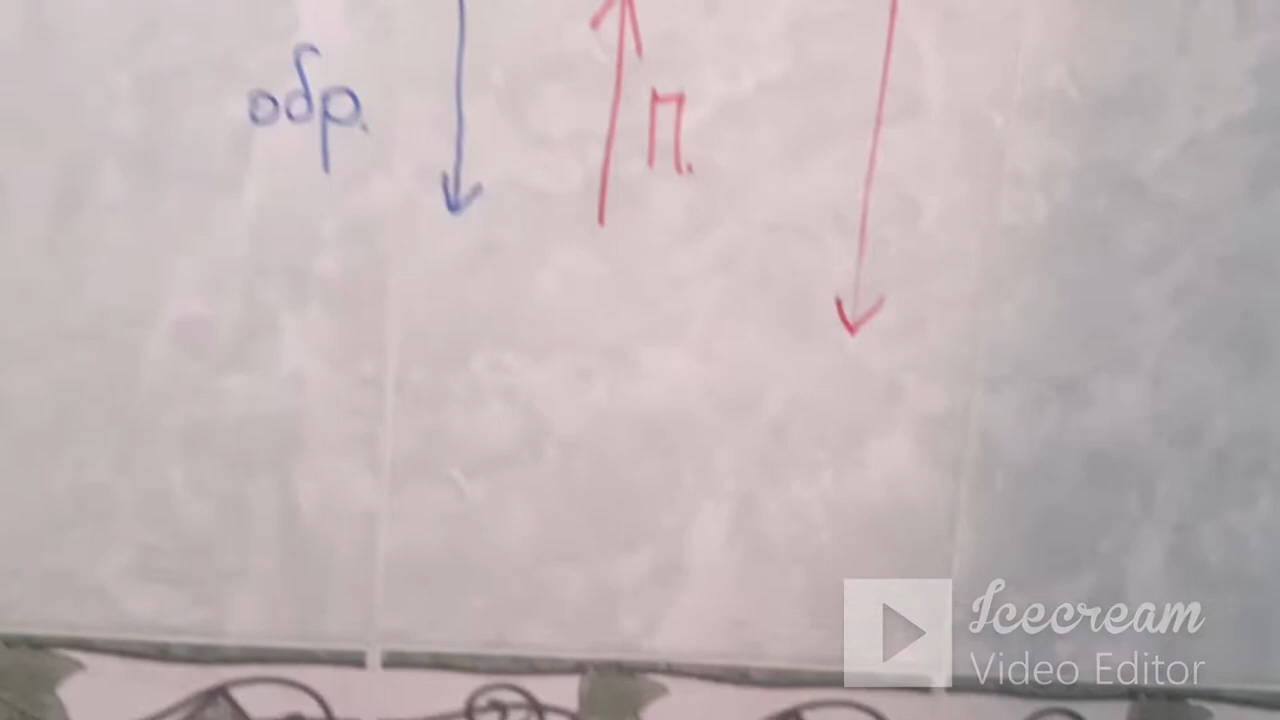 обр.
П.
Icecream
Video Editor